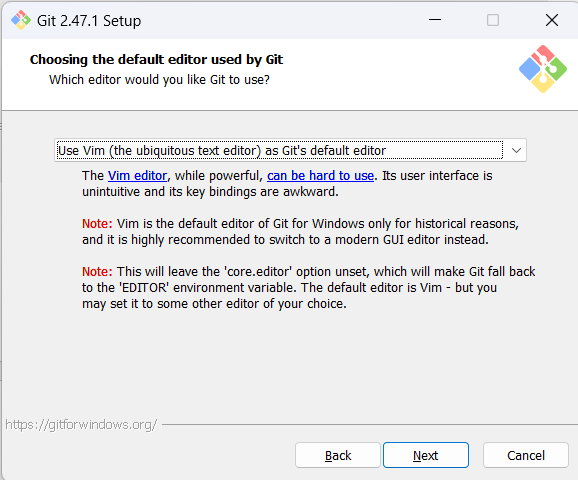 Git 2.47.1 Setup
Choosing the default editor used by Git
Which editor would you like Git to use?
Use Vim (the ubiquitous text editor) as Git's default editor
The Vim editor, while powerful, can be hard to use. Its user interface is
unintuitive and its key bindings are awkward.
Note: Vim is the default editor of Git for Windows only for historical reasons,
and it is highly recommended to switch to a modern GUI editor instead.
Note: This will leave the 'core.editor' option unset, which will make Git fall back
to the 'EDITOR' environment variable. The default editor is Vim - but you
may set it to some other editor of your choice.
https://gitforwindows.org/
Back
Next
Cancel